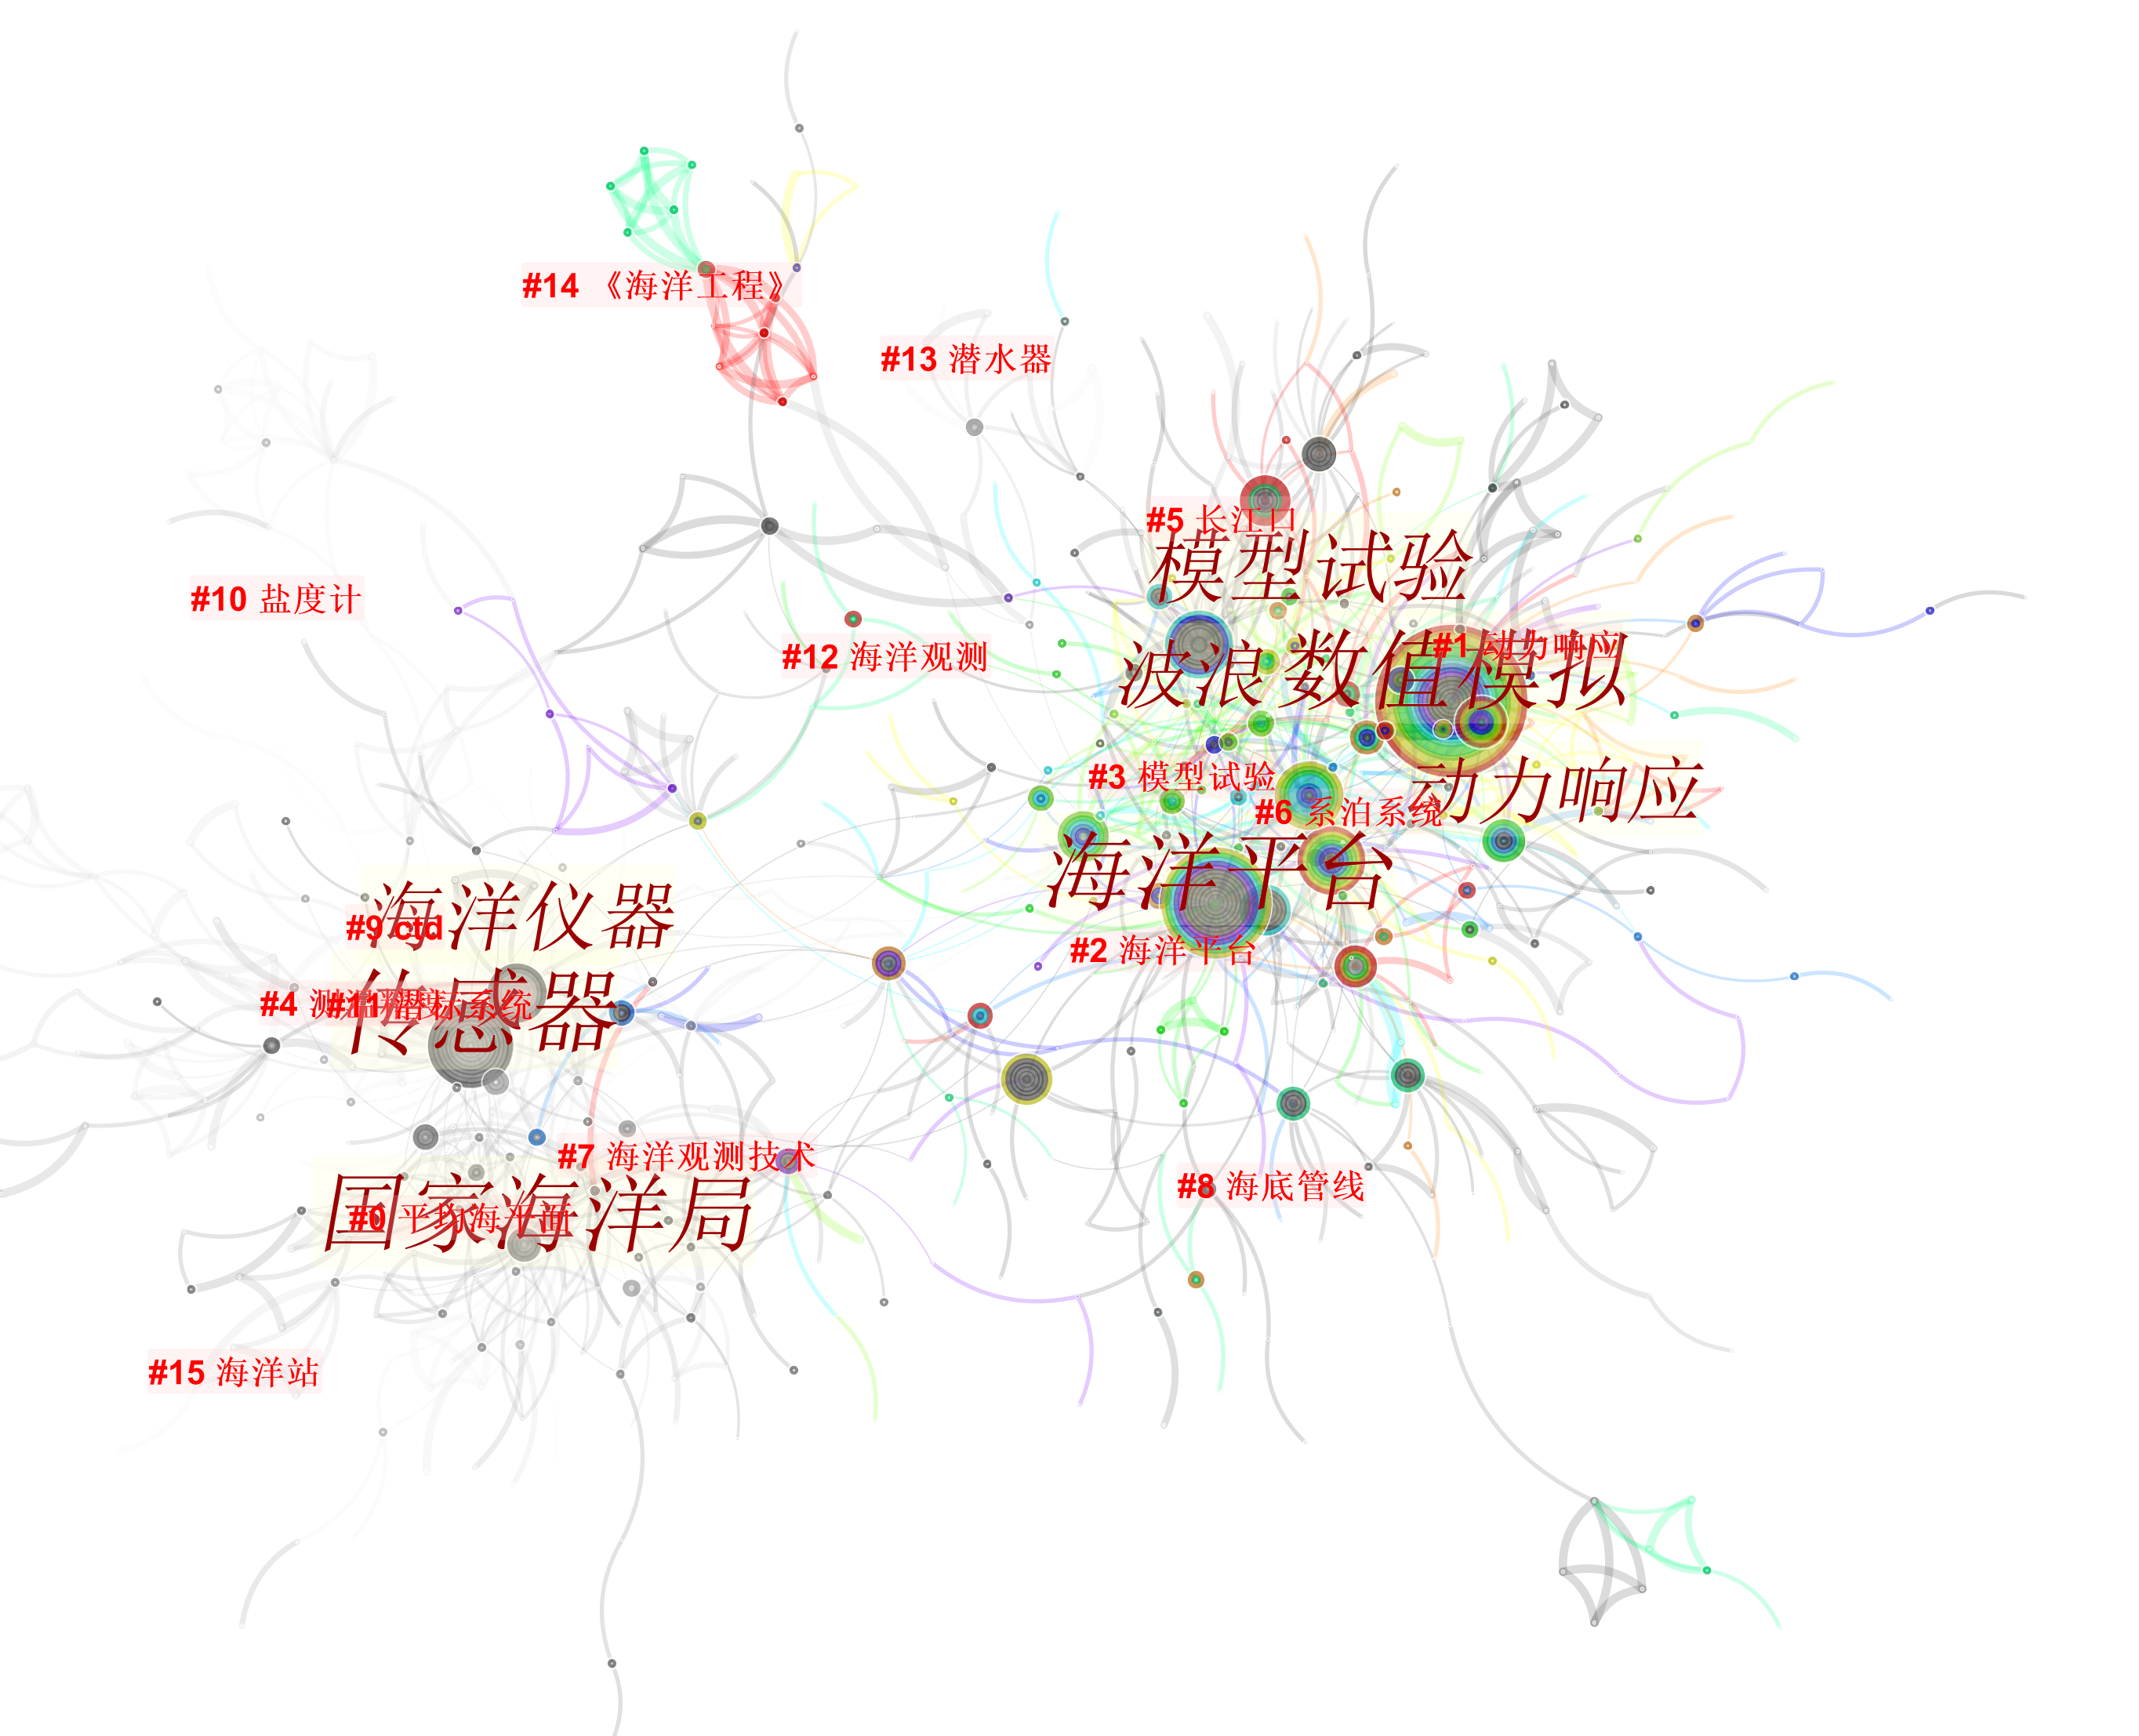 #14 《海洋工程》
#13 潜水器
#5 长江口
模型试验
#10 盐度计
#12 海洋观测
#1 动力响应
波浪
数值模拟
#3 模型试验
#6 系泊系统
动力响应
海洋平台
#2 海洋平台
海洋仪器
#9 ctd
#4
#11 潜标系统
传感器
#7 海洋观测技术
#8 海底管线
国家海洋局
#0 平均海平面
#15 海洋站